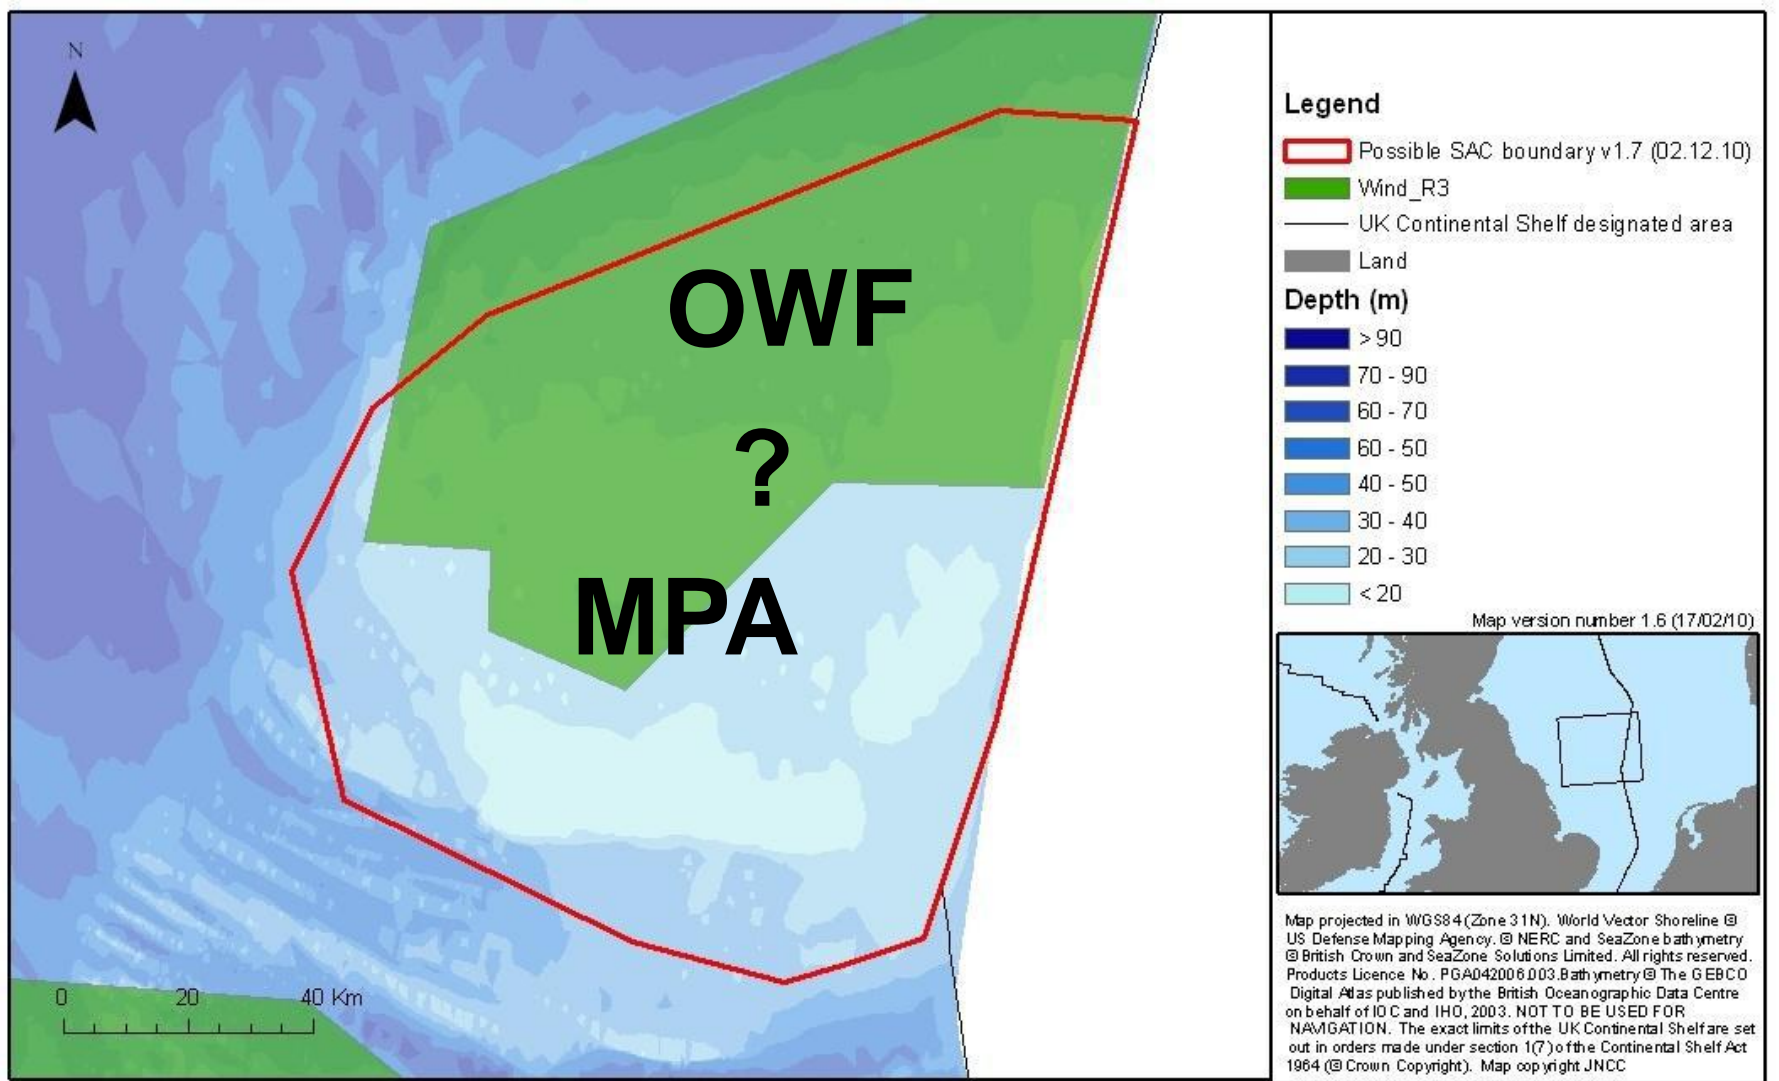 N
OWF
?
MPA
0 20 40 Km
Legend
Possible SAC boundary v1.7 (02.12.10)
Wind_R3
UK Continental Shelf designated area
Land
Depth (m)
> 90
70 - 90
60 - 70
60 - 50
40 - 50
30 - 40
20 - 30
< 20
Map version number 1.6 (17/02/10)
Map projected in WGS84 (Zone 31N). World Vector Shoreline ©
US Defense Mapping Agency. © NERC and SeaZone bathymetry
© British Crown and SeaZone Solutions Limited. All rights reserved.
Products Licence No. PGA042006.003.Bathymetry © The GEBCO
Digital Atlas published by the British Oceanographic Data Centre
on behalf of IOC and IHO, 2003. NOT TO BE USED FOR
NAVIGATION. The exact limits of the UK Continental Shelf are set
out in orders made under section 1(7) of the Continental Shelf Act
1964 (© Crown Copyright). Map copyright JNCC